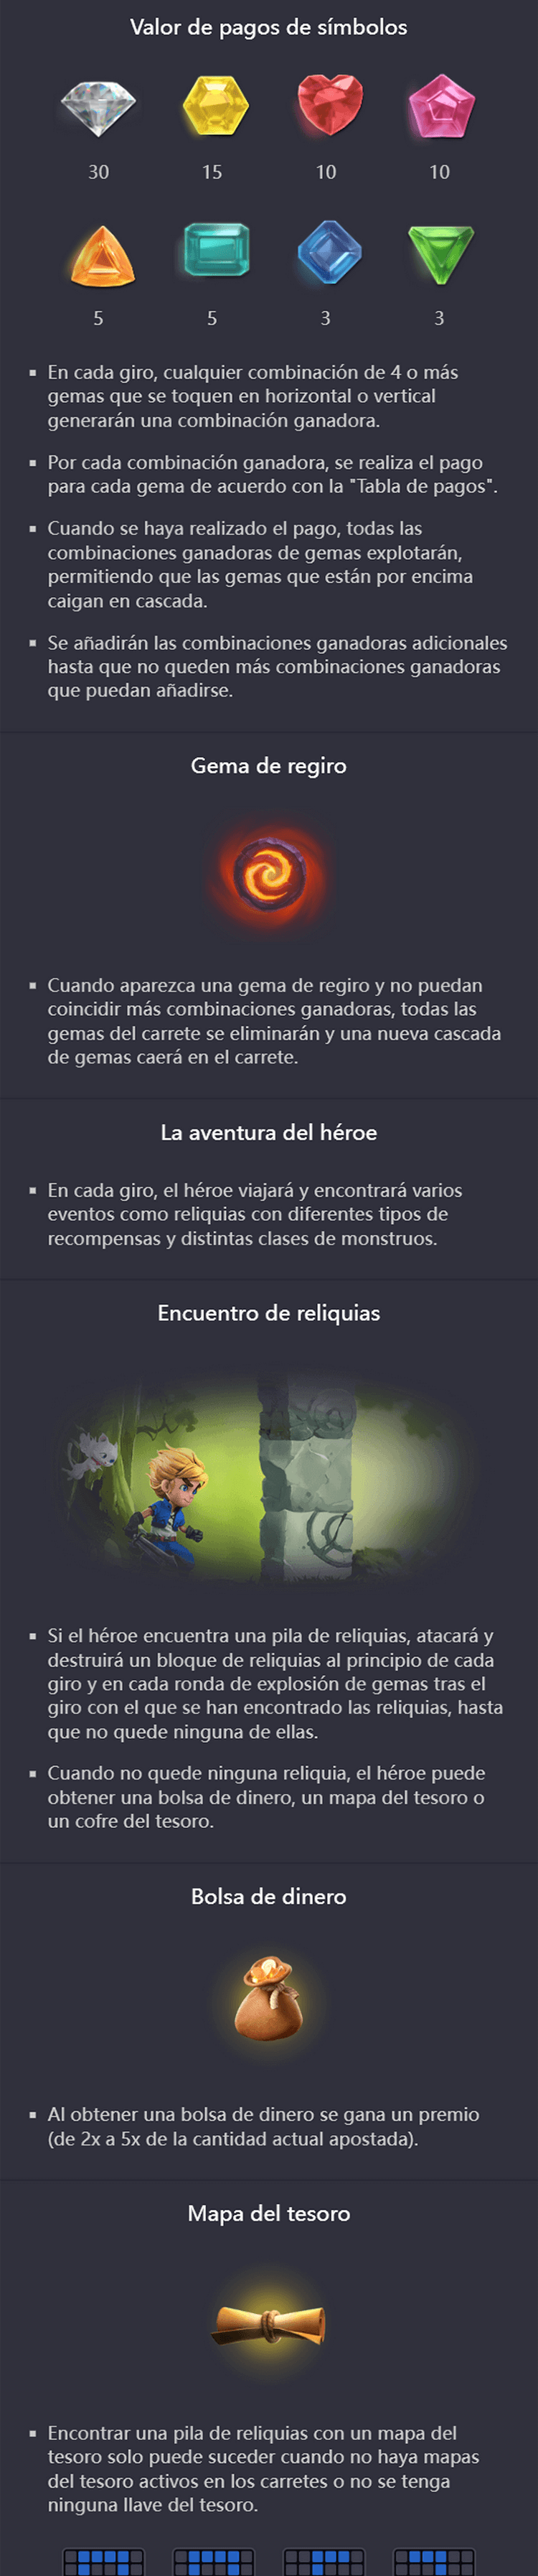 Valor de pagos de símbolos
30 15 10 10
5 5 3 3
▪ En cada giro, cualquier combinación de 4 o más
gemas que se toquen en horizontal o vertical
generarán una combinación ganadora.
▪ Por cada combinación ganadora, se realiza el pago
para cada gema de acuerdo con la "Tabla de pagos".
▪ Cuando se haya realizado el pago, todas las
combinaciones ganadoras de gemas explotarán,
permitiendo que las gemas que están por encima
caigan en cascada.
▪ Se añadirán las combinaciones ganadoras adicionales
hasta que no queden más combinaciones ganadoras
que puedan añadirse.
Gema de regiro
▪ Cuando aparezca una gema de regiro y no puedan
coincidir más combinaciones ganadoras, todas las
gemas del carrete se eliminarán y una nueva cascada
de gemas caerá en el carrete.
La aventura del héroe
▪ En cada giro, el héroe viajará y encontrará varios
eventos como reliquias con diferentes tipos de
recompensas y distintas clases de monstruos.
Encuentro de reliquias
▪ Si el héroe encuentra una pila de reliquias, atacará y
destruirá un bloque de reliquias al principio de cada
giro y en cada ronda de explosión de gemas tras el
giro con el que se han encontrado las reliquias, hasta
que no quede ninguna de ellas.
▪ Cuando no quede ninguna reliquia, el héroe puede
obtener una bolsa de dinero, un mapa del tesoro o
un cofre del tesoro.
Bolsa de dinero
▪ Al obtener una bolsa de dinero se gana un premio
(de 2x a 5x de la cantidad actual apostada).
Mapa del tesoro
▪ Encontrar una pila de reliquias con un mapa del
tesoro solo puede suceder cuando no haya mapas
del tesoro activos en los carretes o no se tenga
ninguna llave del tesoro.